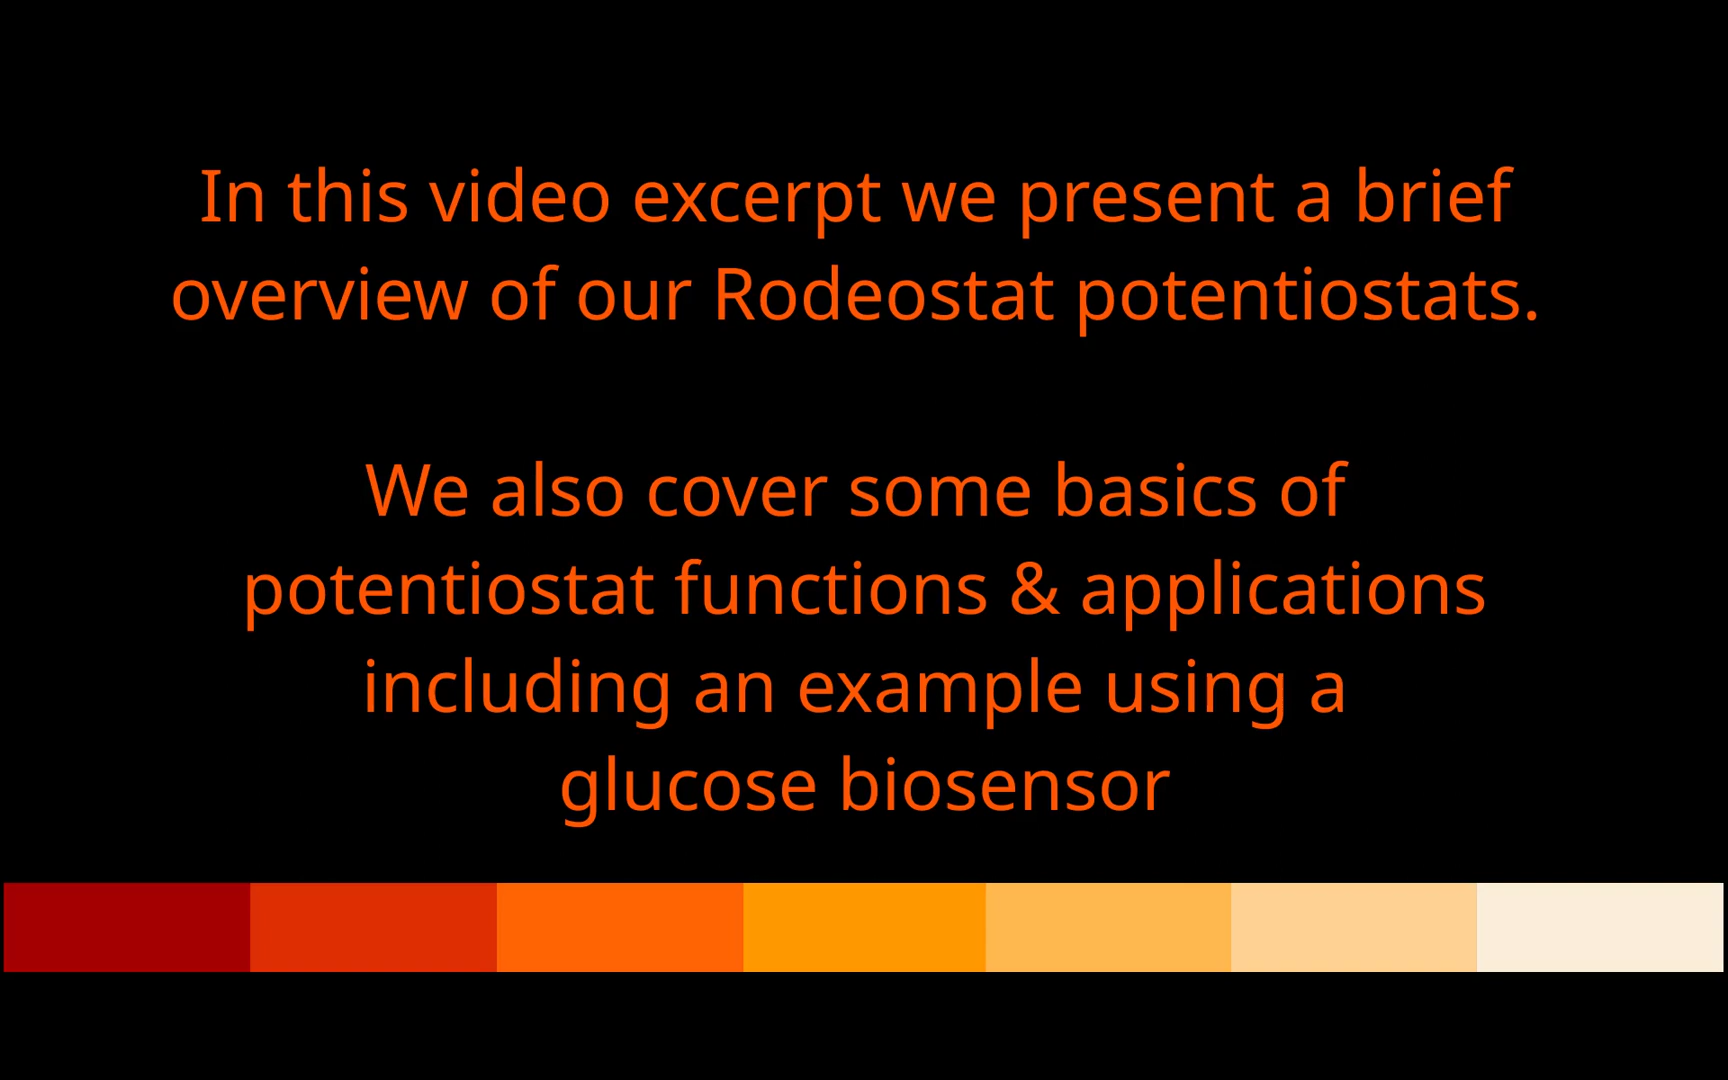 In this video excerpt we present a brief
overview of our Rodeostat potentiostats.
We also cover some basics of
potentiostat functions & applications
including an example using a
glucose biosensor